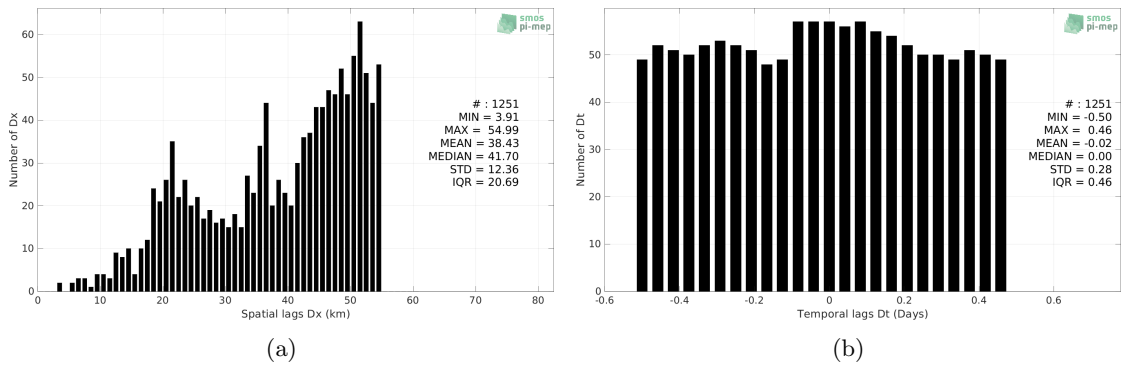 smos
pi-mep
60
50
40
30
20
10
0
0 10 20 30 40 50 60 70 80
Number of Dx
Spatial lags Dx (km)
# : 1251
MIN = 3.91
MAX = 54.99
MEAN = 38.43
MEDIAN = 41.70
STD = 12.36
IQR = 20.69
(a)
smos
pi-mep
50
40
30
20
10
0
-0.6 -0.4 -0.2 0 0.2 0.4 0.6
Number of Dt
Temporal lags Dt (Days)
# : 1251
MIN = -0.50
MAX = 0.46
MEAN = -0.02
MEDIAN = 0.00
STD = 0.28
IQR = 0.46
(b)